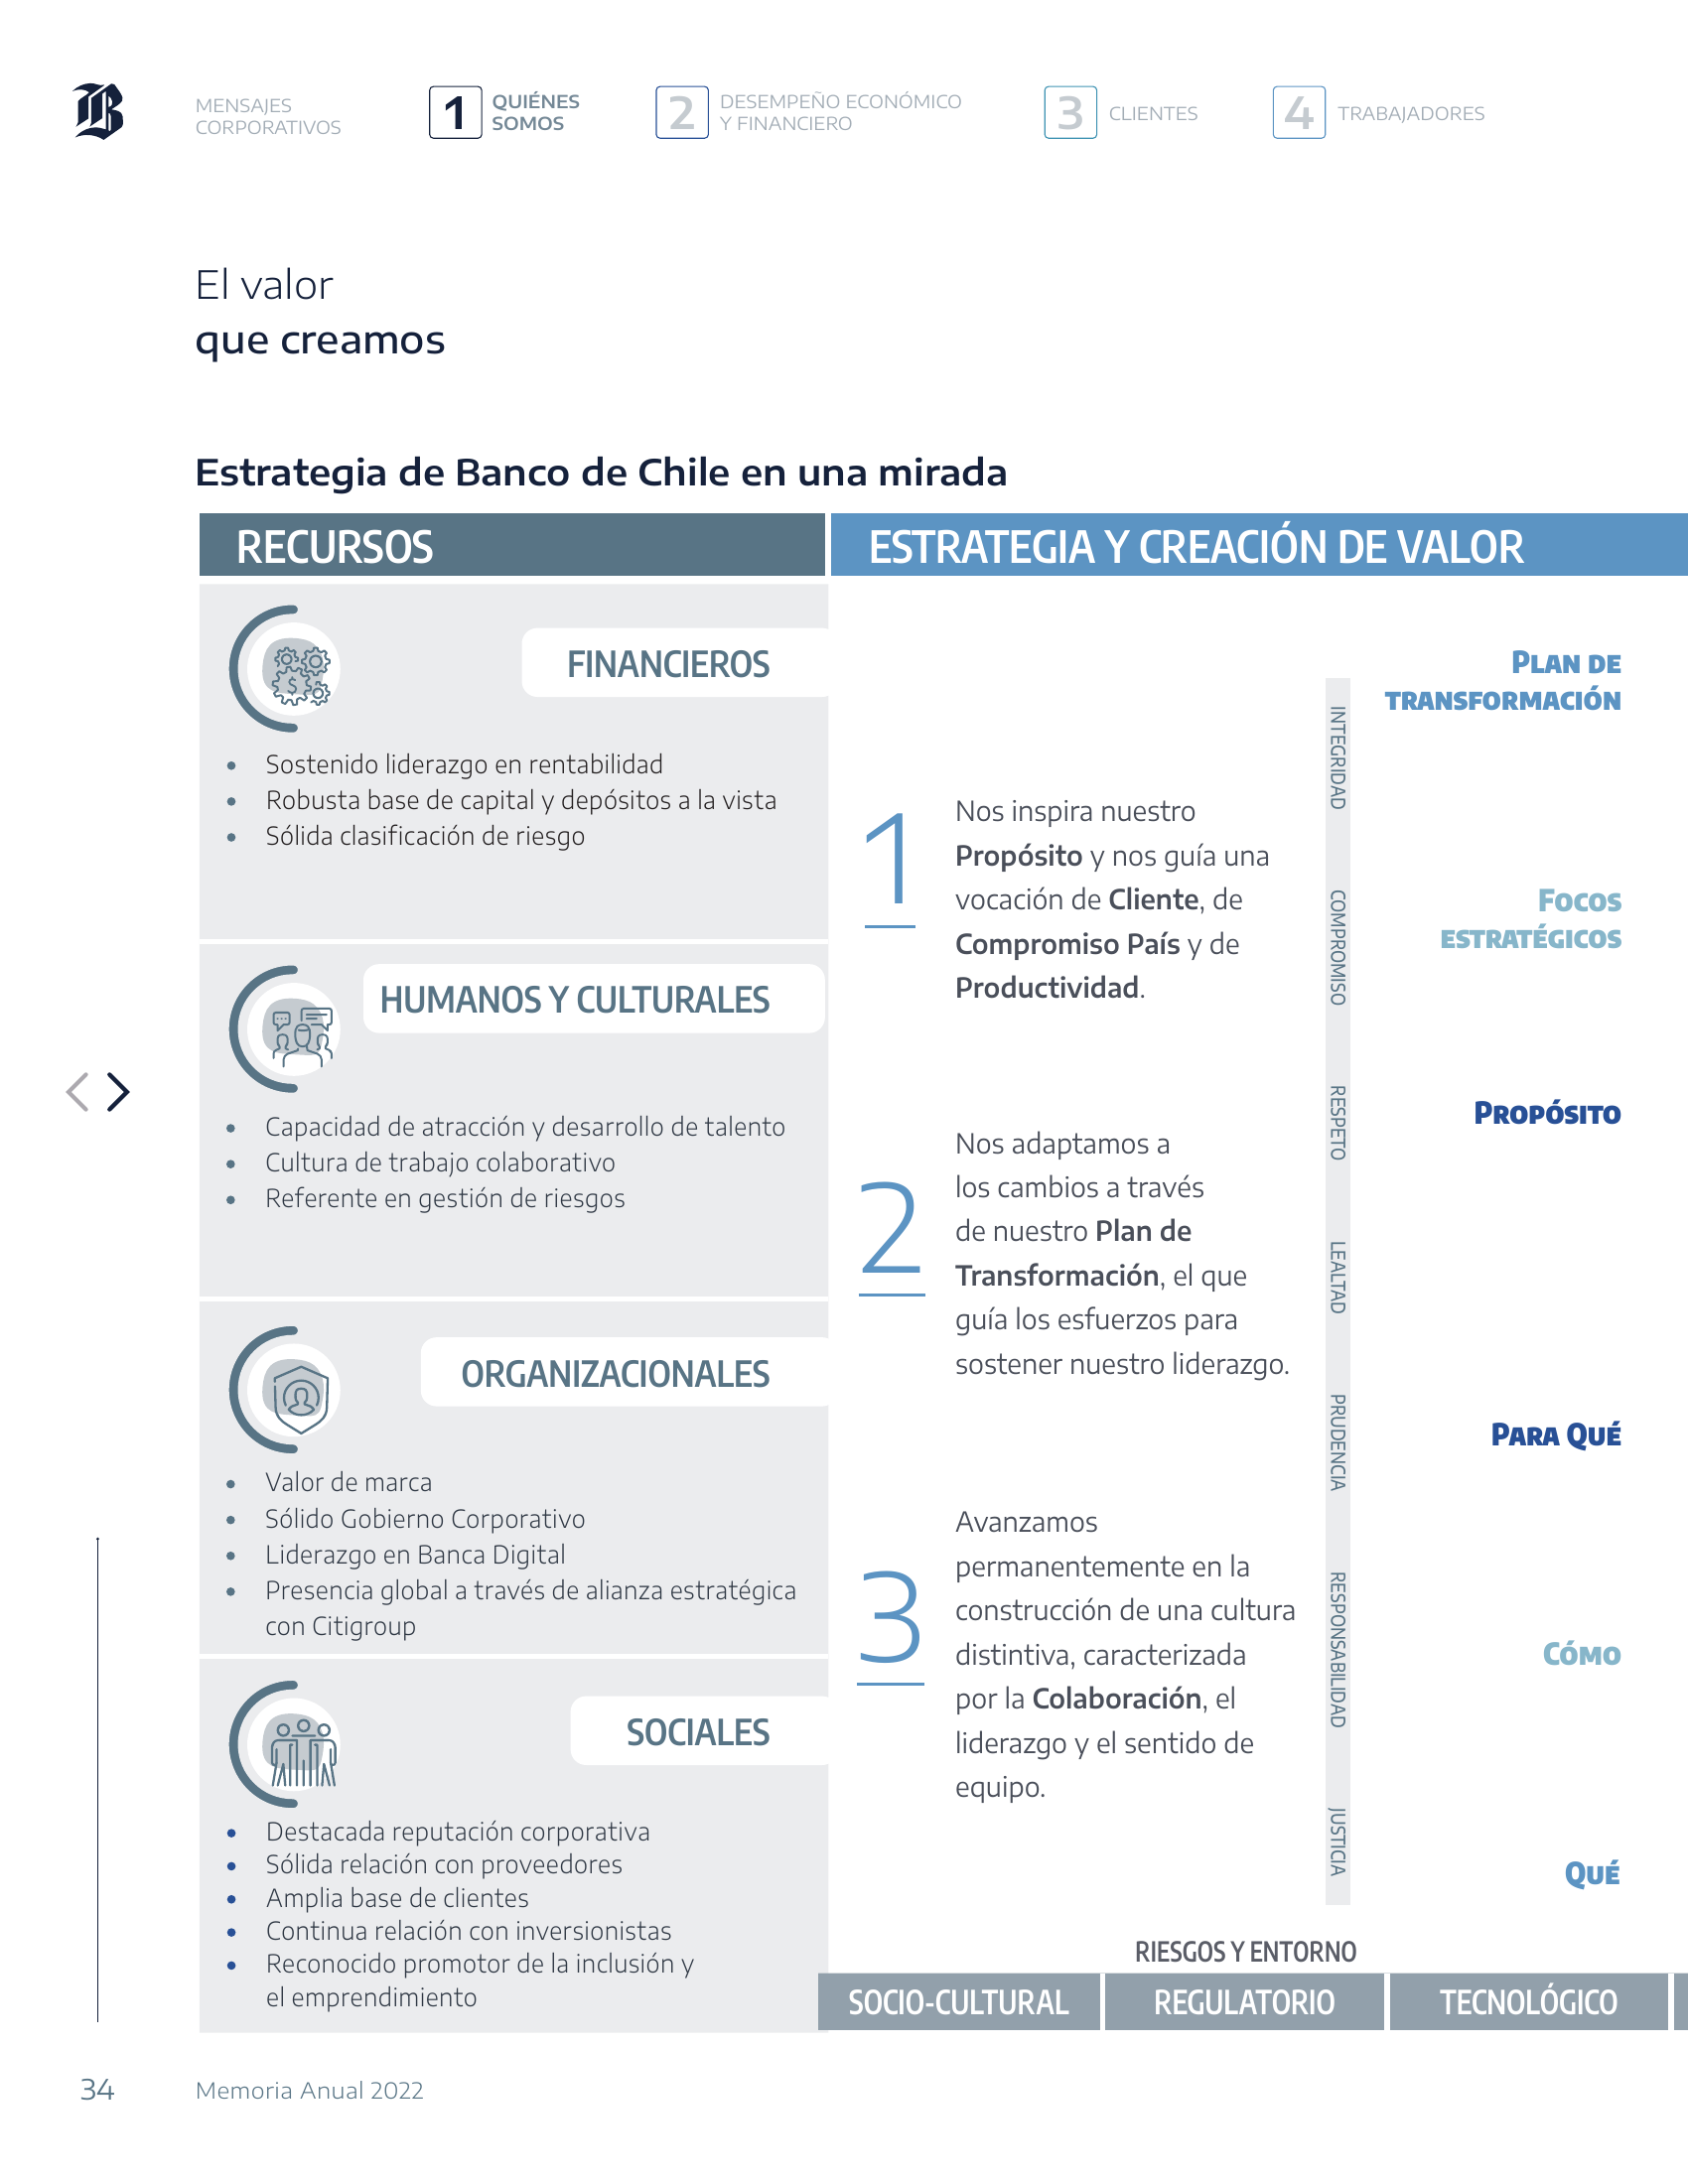 MENSAJES
CORPORATIVOS
1
QUIÉNES
SOMOS
2
DESEMPEÑO ECONÓMICO
Y FINANCIERO
3
CLIENTES
4
TRABAJADORES
El valor
que creamos
Estrategia de Banco de Chile en una mirada
RECURSOS
FINANCIEROS
• Sostenido liderazgo en rentabilidad
• Robusta base de capital y depósitos a la vista
• Sólida clasificación de riesgo
HUMANOS Y CULTURALES
• Capacidad de atracción y desarrollo de talento
• Cultura de trabajo colaborativo
• Referente en gestión de riesgos
ORGANIZACIONALES
• Valor de marca
• Sólido Gobierno Corporativo
• Liderazgo en Banca Digital
• Presencia global a través de alianza estratégica
con Citigroup
SOCIALES
• Destacada reputación corporativa
• Sólida relación con proveedores
• Amplia base de clientes
• Continua relación con inversionistas
• Reconocido promotor de la inclusión y
el emprendimiento
ESTRATEGIA Y CREACIÓN DE VALOR
1
Nos inspira nuestro
Propósito y nos guía una
vocación de Cliente, de
Compromiso País y de
Productividad.
2
Nos adaptamos a
los cambios a través
de nuestro Plan de
Transformación, el que
guía los esfuerzos para
sostener nuestro liderazgo.
3
Avanzamos
permanentemente en la
construcción de una cultura
distintiva, caracterizada
por la Colaboración, el
liderazgo y el sentido de
equipo.
INTEGRIDAD
COMPROMISO
RESPETO
LEALTAD
PRUDENCIA
RESPONSABILIDAD
JUSTICIA
PLAN DE
TRANSFORMACIÓN
FOCOS
ESTRATÉGICOS
PROPÓSITO
PARA QUÉ
CÓMO
QUÉ
RIESGOS Y ENTORNO
SOCIO-CULTURAL
REGULATORIO
TECNOLÓGICO
34
Memoria Anual 2022